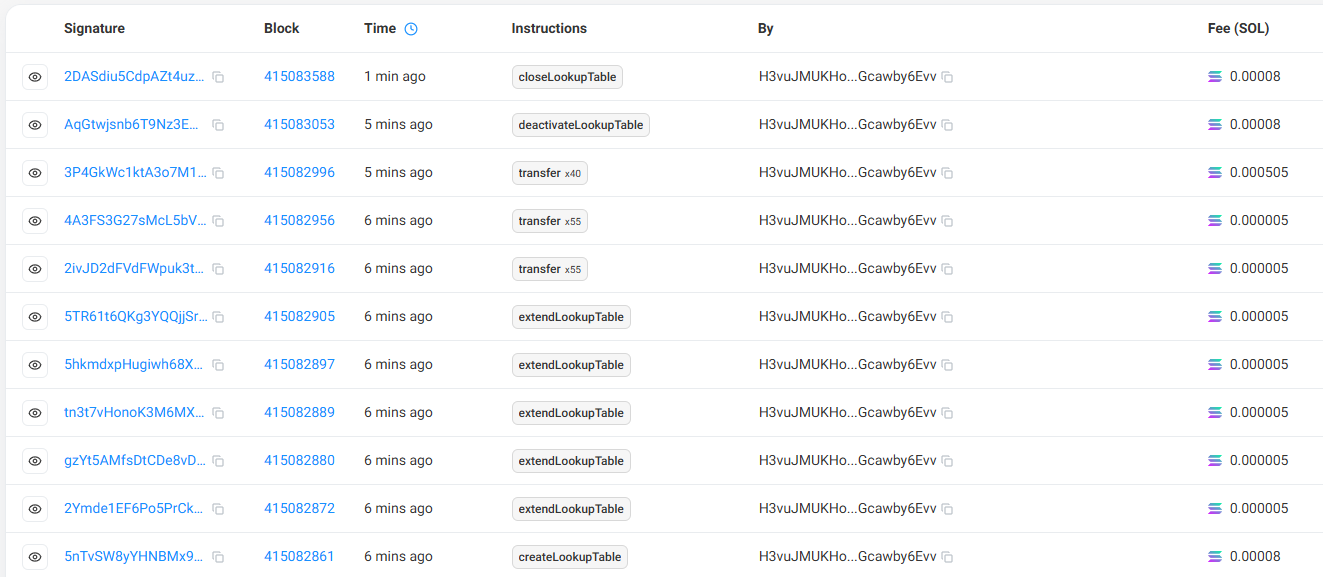 Signature Block Time Instructions By Fee (SOL)
2DASdiu5CdpAZt4uz... 415083588 1 min ago closeLookupTable H3vuJMUKHo...Gcawby6Evv 0.00008
AqGtwjsnb6T9Nz3E... 415083053 5 mins ago deactivateLookupTable H3vuJMUKHo...Gcawby6Evv 0.00008
3P4GkWc1ktA3o7M1... 415082996 5 mins ago transfer x40 H3vuJMUKHo...Gcawby6Evv 0.000505
4A3FS3G27sMcL5bV... 415082956 6 mins ago transfer x55 H3vuJMUKHo...Gcawby6Evv 0.000005
2ivJD2dFVdFWpuk3t... 415082916 6 mins ago transfer x55 H3vuJMUKHo...Gcawby6Evv 0.000005
5TR61t6QKg3YQQjjSr... 415082905 6 mins ago extendLookupTable H3vuJMUKHo...Gcawby6Evv 0.000005
5hkmdxpHugiwh68X... 415082897 6 mins ago extendLookupTable H3vuJMUKHo...Gcawby6Evv 0.000005
tn3t7vHonoK3M6MX... 415082889 6 mins ago extendLookupTable H3vuJMUKHo...Gcawby6Evv 0.000005
gzYt5AMfsDtCDe8vD... 415082880 6 mins ago extendLookupTable H3vuJMUKHo...Gcawby6Evv 0.000005
2Ymde1EF6Po5PrCk... 415082872 6 mins ago extendLookupTable H3vuJMUKHo...Gcawby6Evv 0.000005
5nTvSW8yYHNBMx9... 415082861 6 mins ago createLookupTable H3vuJMUKHo...Gcawby6Evv 0.00008